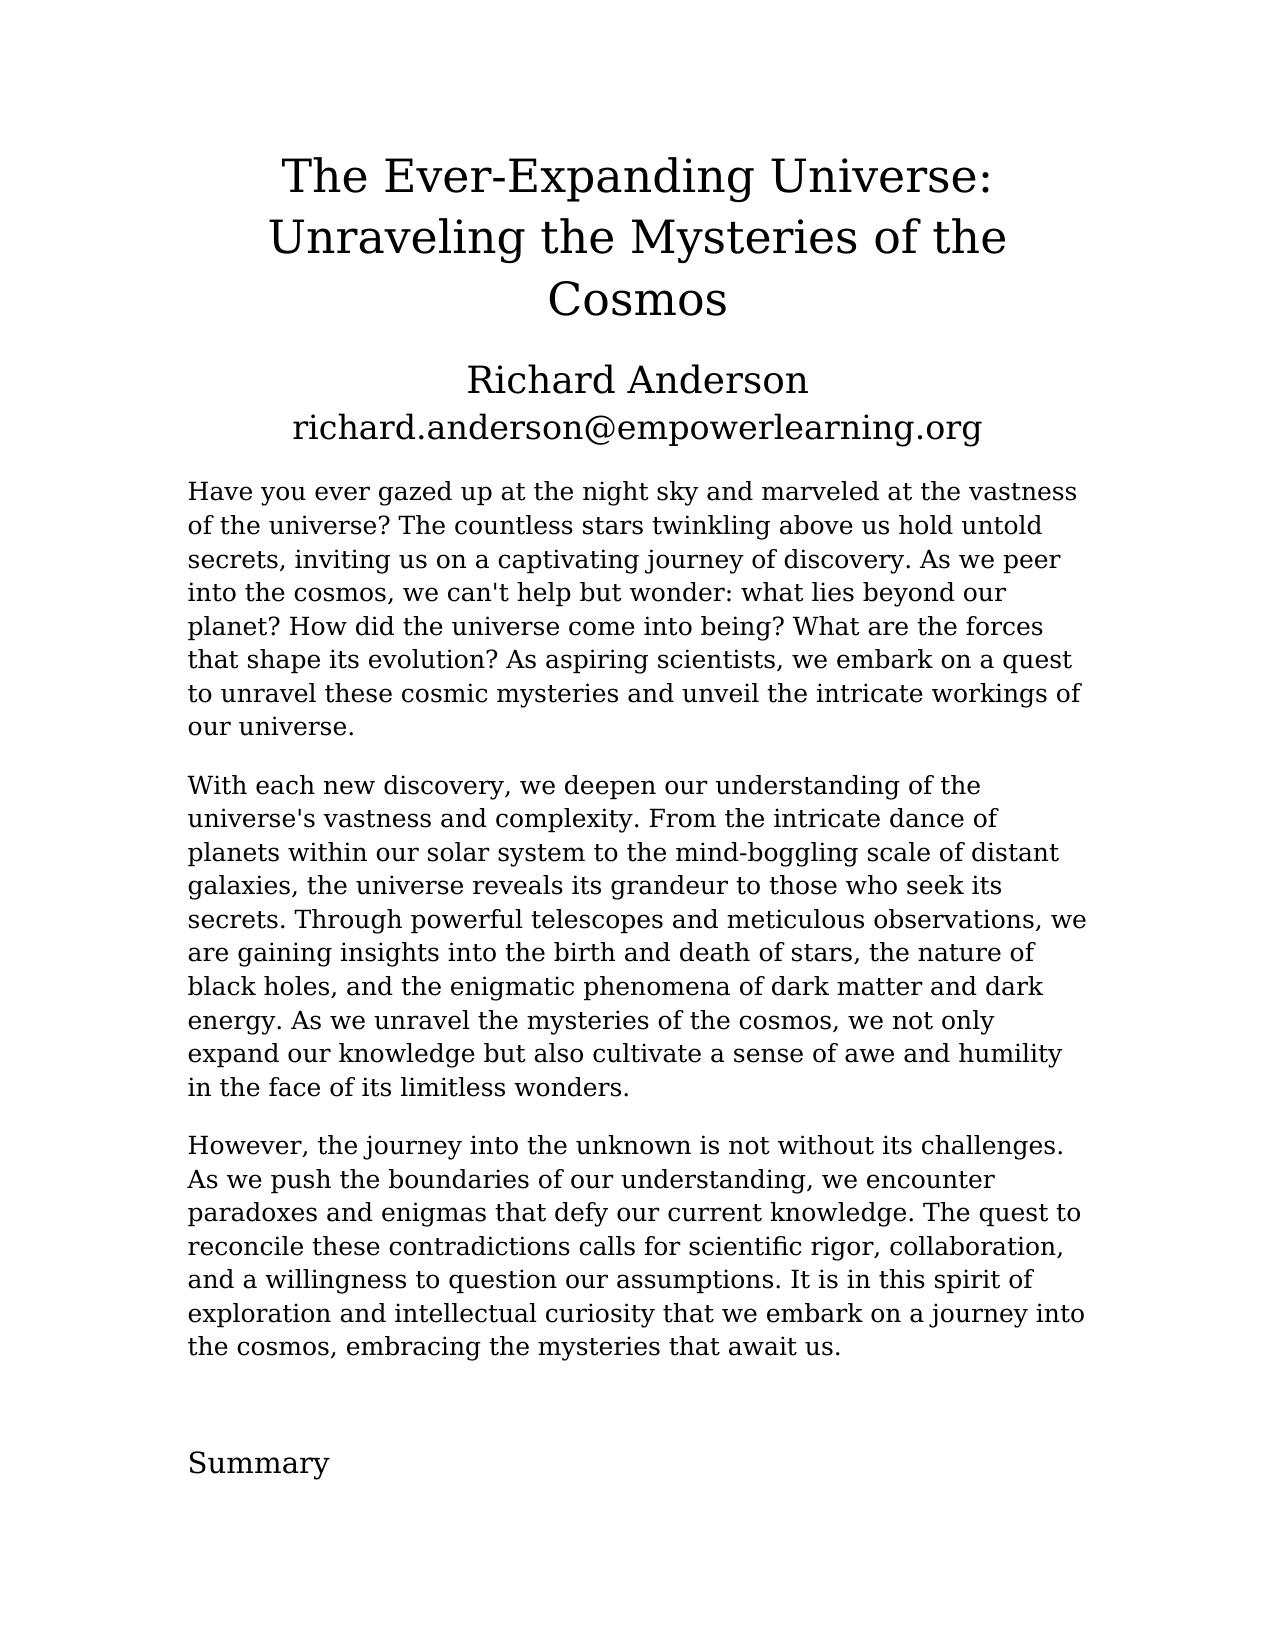 The Ever-Expanding Universe:
Unraveling the Mysteries of the
Cosmos
Richard Anderson
richard.anderson@empowerlearning.org
Have you ever gazed up at the night sky and marveled at the vastness
of the universe? The countless stars twinkling above us hold untold
secrets, inviting us on a captivating journey of discovery. As we peer
into the cosmos, we can't help but wonder: what lies beyond our
planet? How did the universe come into being? What are the forces
that shape its evolution? As aspiring scientists, we embark on a quest
to unravel these cosmic mysteries and unveil the intricate workings of
our universe.
With each new discovery, we deepen our understanding of the
universe's vastness and complexity. From the intricate dance of
planets within our solar system to the mind-boggling scale of distant
galaxies, the universe reveals its grandeur to those who seek its
secrets. Through powerful telescopes and meticulous observations, we
are gaining insights into the birth and death of stars, the nature of
black holes, and the enigmatic phenomena of dark matter and dark
energy. As we unravel the mysteries of the cosmos, we not only
expand our knowledge but also cultivate a sense of awe and humility
in the face of its limitless wonders.
However, the journey into the unknown is not without its challenges.
As we push the boundaries of our understanding, we encounter
paradoxes and enigmas that defy our current knowledge. The quest to
reconcile these contradictions calls for scientific rigor, collaboration,
and a willingness to question our assumptions. It is in this spirit of
exploration and intellectual curiosity that we embark on a journey into
the cosmos, embracing the mysteries that await us.
Summary